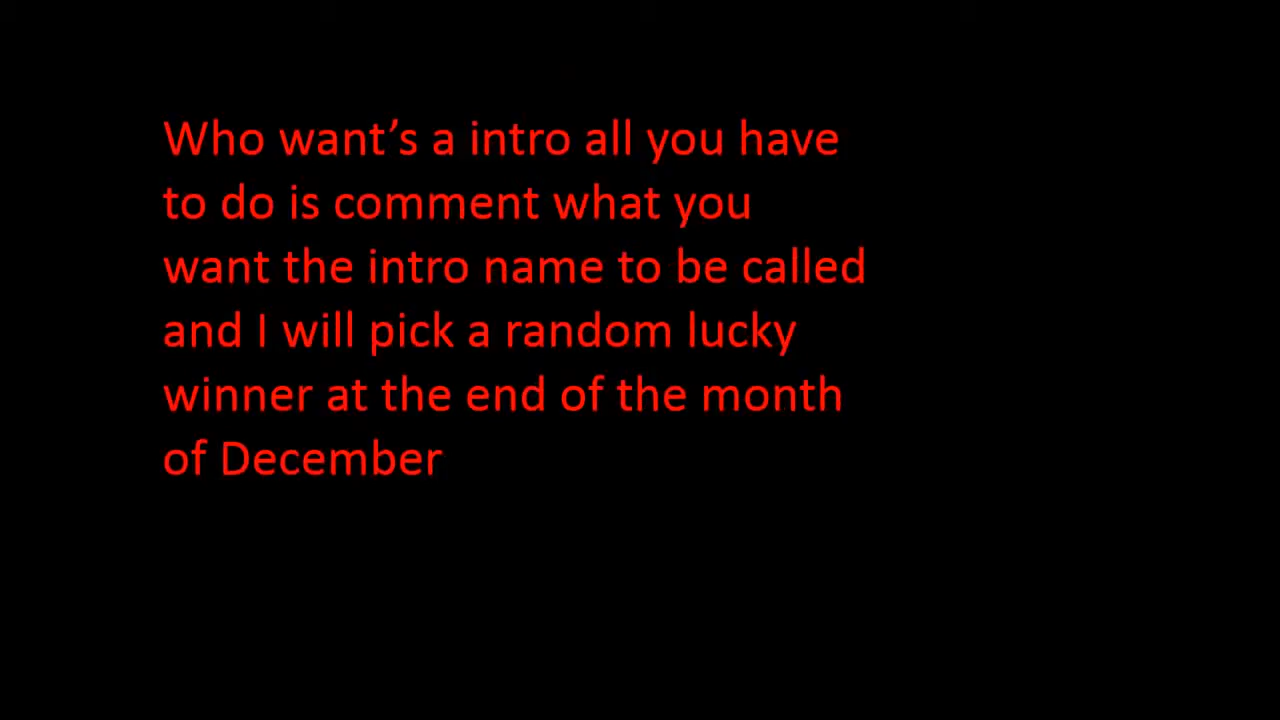 Who want’s a intro all you have
to do is comment what you
want the intro name to be called
and I will pick a random lucky
winner at the end of the month
of December